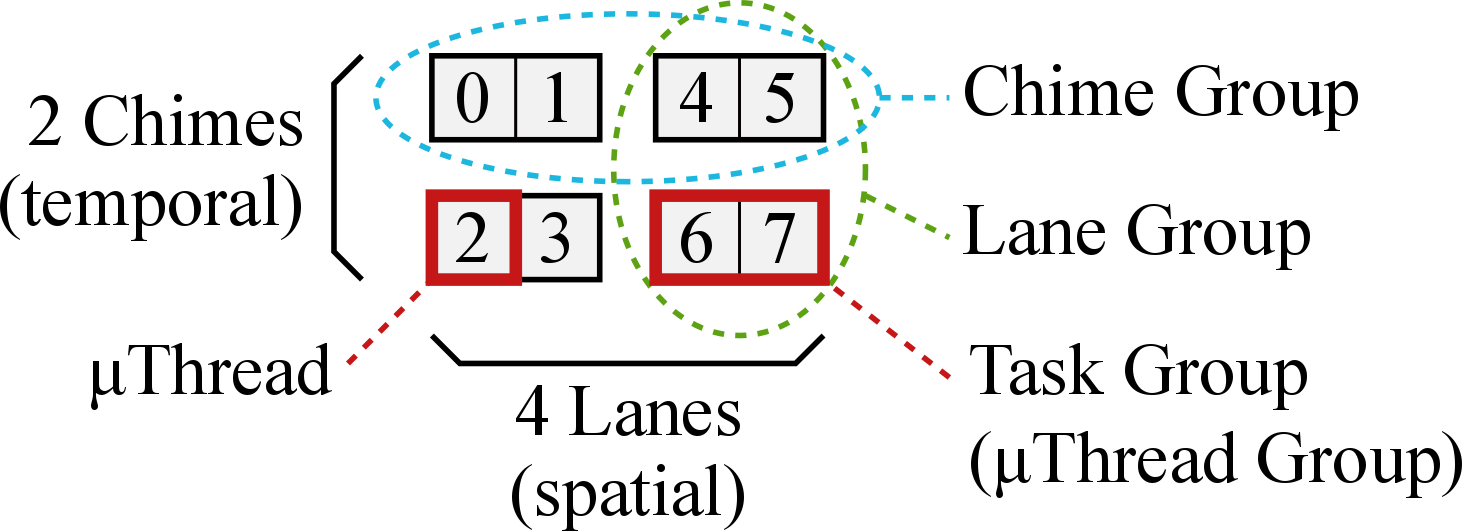 2 Chimes
(temporal)
0 1 4 5
2 3 6 7
Chime Group
Lane Group
μThread
4 Lanes
(spatial)
Task Group
(μThread Group)